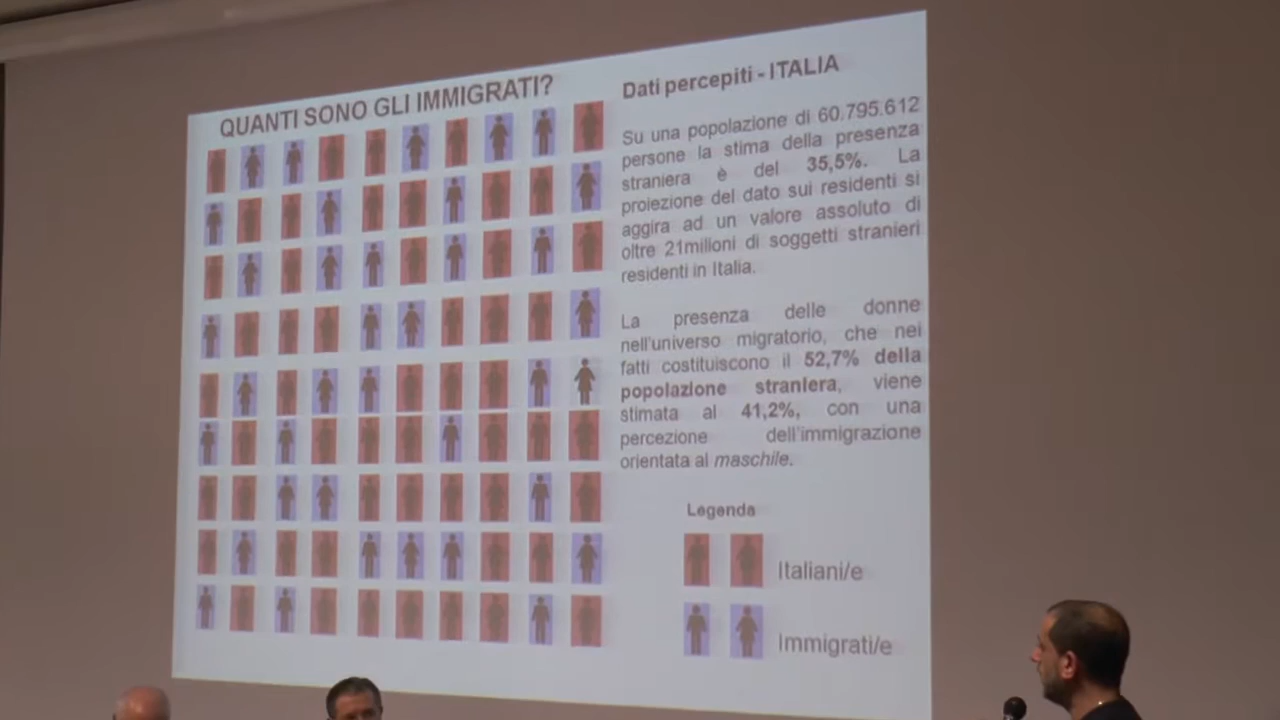 QUANTI SONO GLI IMMIGRATI?
Dati percepiti - ITALIA
Su una popolazione di 60.795.612
persone la stima della presenza
straniera è del 35,5%. La
proiezione del dato sui residenti si
aggira ad un valore assoluto di
oltre 21milioni di soggetti stranieri
residenti in Italia.
La presenza delle donne
nell'universo migratorio, che nei
fatti costituiscono il 52,7% della
popolazione straniera, viene
stimata al 41,2%, con una
percezione dell'immigrazione
orientata al maschile.
Legenda
Italiani/e
Immigrati/e